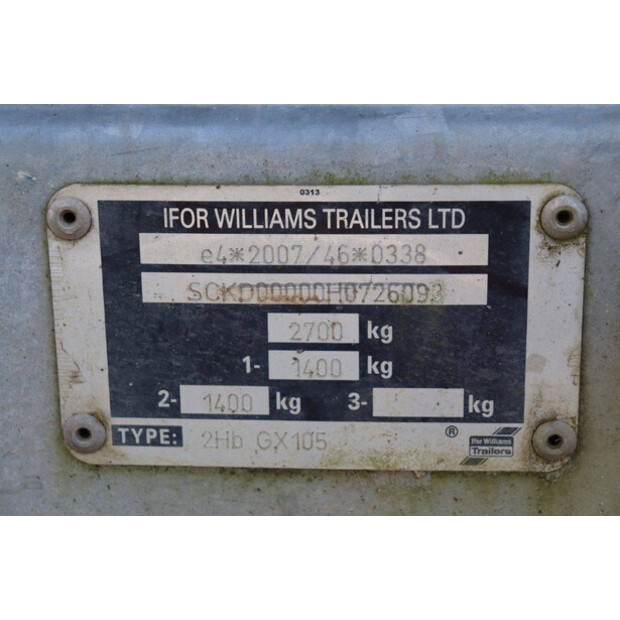 0313
IFOR WILLIAMS TRAILERS LTD
e4*2007/46*0338
SCKD00000H0726093
2700 kg
1- 1400 kg
2- 1400 kg 3- kg
TYPE: 2Hb GX105 ®
Ifor Williams
Trailers